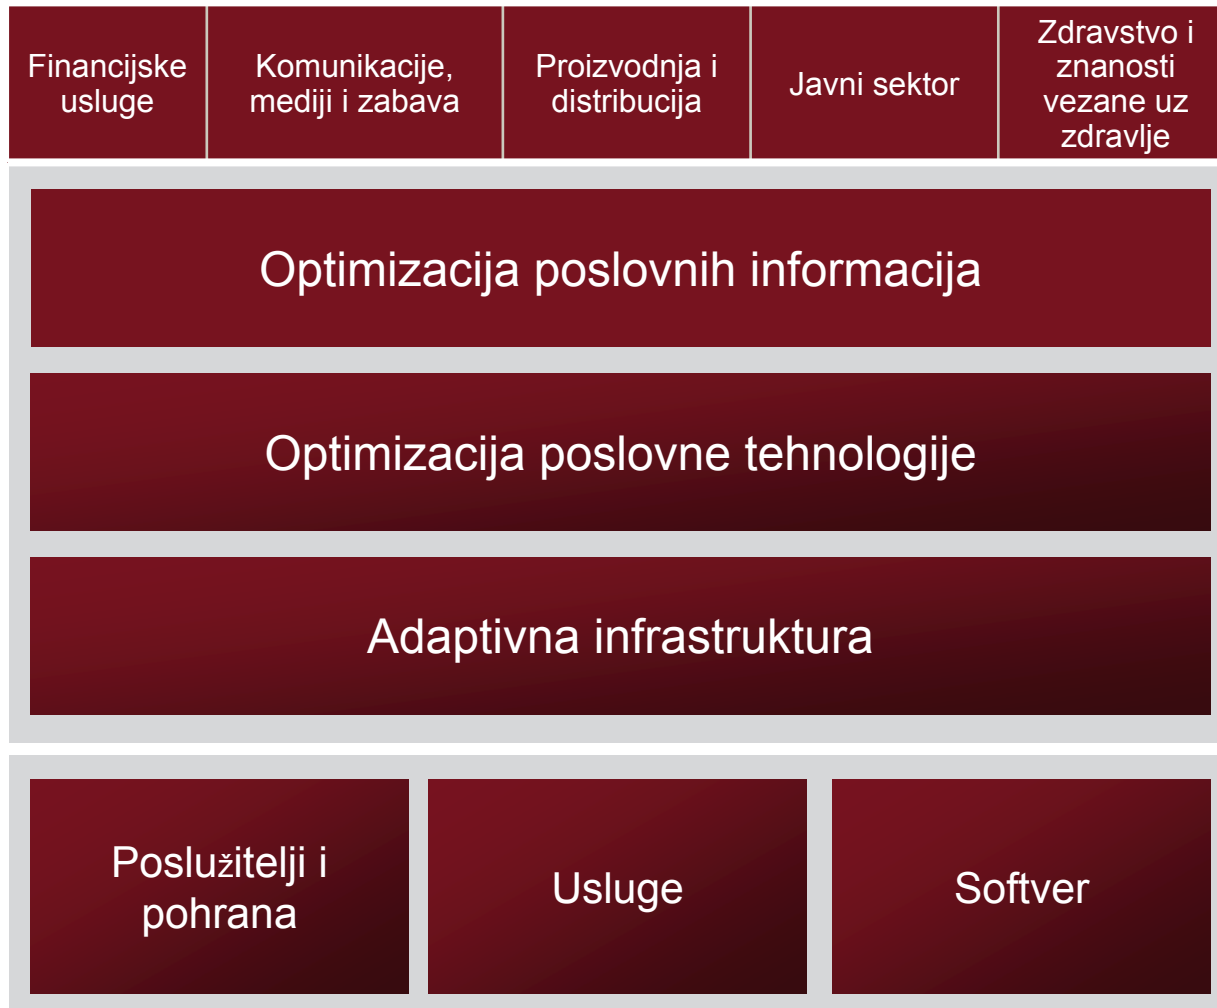 Financijske
usluge
Komunikacije,
mediji i zabava
Proizvodnja i
distribucija
Javni sektor
Zdravstvo i
znanosti
vezane uz
zdravlje
Optimizacija poslovnih informacija
Optimizacija poslovne tehnologije
Adaptivna infrastruktura
Poslužitelji i
pohrana
Usluge
Softver